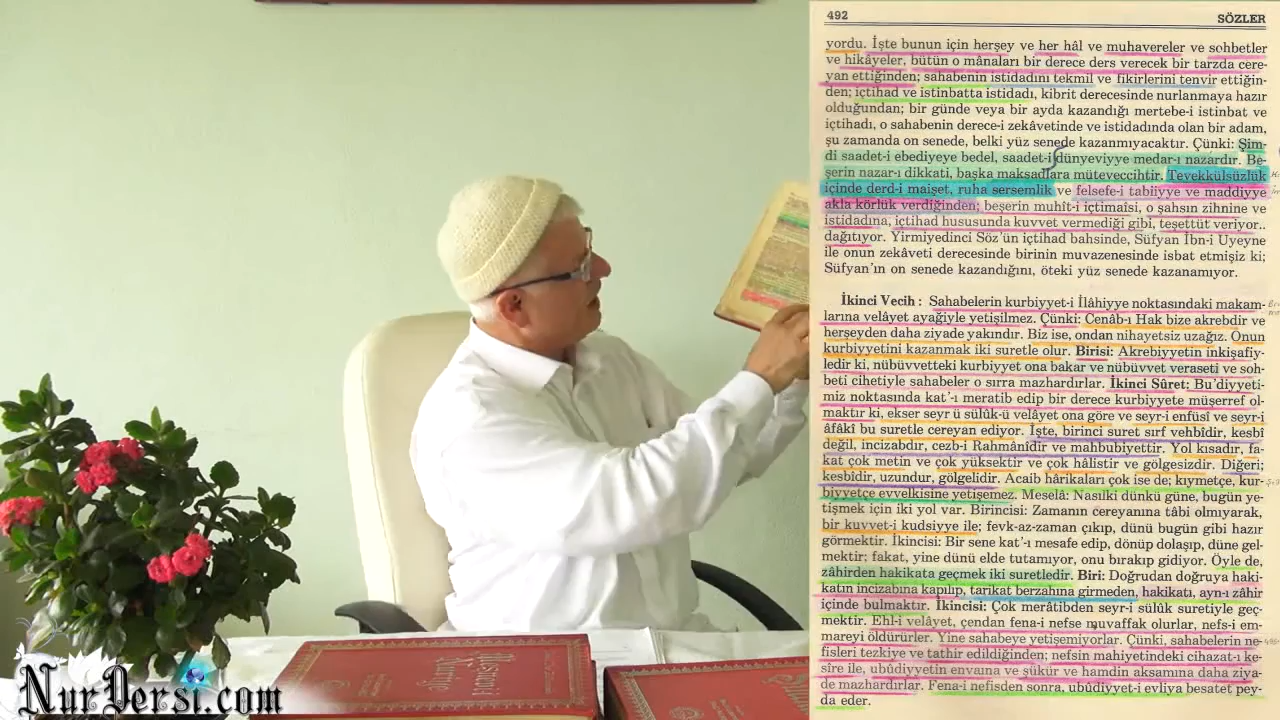 492
SÖZLER
yordu. İşte bunun için herşey ve her hâl ve muhavereler ve sohbetler
ve hikâyeler, bütün o mânaları bir derece ders verecek bir tarzda cere-
yan ettiğinden; sahabenin istidadını tekmil ve fikirlerini tenvir ettiğin-
den; içtihad ve istinbatta istidadı, kibrit derecesinde nurlanmaya hazır
olduğundan; bir günde veya bir ayda kazandığı mertebe-i istinbat ve
içtihadı, o sahabenin derece-i zekâvetinde ve istidadında olan bir adam,
şu zamanda on senede, belki yüz senede kazanmıyacaktır. Çünki: Şim-
di saadet-i ebediyeye bedel, saadet-i dünyeviyye medar-ı nazardır. Be-
şerin nazar-ı dikkati, başka maksadlara müteveccihtir. Tevekkülsüzlük
içinde derd-i maişet, ruha sersemlik ve felsefe-i tabiiyye ve maddiyye
akla körlük verdiğinden; beşerin muhit-i içtimaîsi, o şahsın zihnine ve
istidadına, içtihad hususunda kuvvet vermediği gibi, teşettüt veriyor..
dağıtıyor. Yirmiyedinci Söz'ün içtihad bahsinde, Süfyan İbn-i Uyeyne
ile onun zekâveti derecesinde birinin muvazenesinde isbat etmişiz ki;
Süfyan'ın on senede kazandığını, öteki yüz senede kazanamıyor.
İkinci Vecih : Sahabelerin kurbiyyet-i İlâhiyye noktasındaki makam-
larına velâyet ayağiyle yetişilmez. Çünki: Cenâb-ı Hak bize akrebdir ve
herşeyden daha ziyade yakındır. Biz ise, ondan nihayetsiz uzağız. Onun
kurbiyyetini kazanmak iki suretle olur. Birisi: Akrebiyyetin inkişafiy-
ledir ki, nübüvvetteki kurbiyyet ona bakar ve nübüvvet veraseti ve soh-
beti cihetiyle sahabeler o sırra mazhardırlar. İkinci Sûret: Bu'diyyeti-
miz noktasında kat'-ı meratib edip bir derece kurbiyyete müşerref ol-
maktır ki, ekser seyr ü sülûk-ü velâyet ona göre ve seyr-i enfüsî ve seyr-i
âfâkî bu suretle cereyan ediyor. İşte, birinci suret sırf vehbîdir, kesbî
değil, incizabdır, cezb-i Rahmânîdir ve mahbubiyettir. Yol kısadır, fa-
kat çok metin ve çok yüksektir ve çok hâlistir ve gölgesizdir. Diğeri;
kesbîdir, uzundur, gölgelidir. Acaib hârikaları çok ise de; kıymetçe, kur-
biyyetçe evvelkisine yetişemez. Meselâ: Nasılki dünkü güne, bugün ye-
tişmek için iki yol var. Birincisi: Zamanın cereyanına tâbi olmıyarak,
bir kuvvet-i kudsiyye ile; fevk-az-zaman çıkıp, dünü bugün gibi hazır
görmektir. İkincisi: Bir sene kat'-ı mesafe edip, dönüp dolaşıp, düne gel-
mektir: fakat, yine dünü elde tutamıyor, onu bırakıp gidiyor. Öyle de,
zâhirden hakikata geçmek iki suretledir. Biri: Doğrudan doğruya haki-
katın incizabına kapılıp, tarikat berzahına girmeden, hakikatı, ayn-ı zâhir
içinde bulmaktır. İkincisi: Çok merâtibden seyr-i sülûk suretiyle geç-
mektir. Ehl-i velâyet, çendan fena-i nefse muvaffak olurlar, nefs-i em-
mareyi öldürürler. Yine sahabeye yetişemiyorlar. Çünki, sahabelerin ne-
fisleri tezkiye ve tathir edildiğinden; nefsin mahiyetindeki cihazat-ı ke-
sîre ile, ubûdiyyetin envaına ve şükür ve hamdin aksamına daha ziya-
de mazhardırlar. Fena-i nefisden sonra, ubûdiyyet-i evliya besatet pey-
da eder.
Mesnevî
Nuriye
NurDersi.com